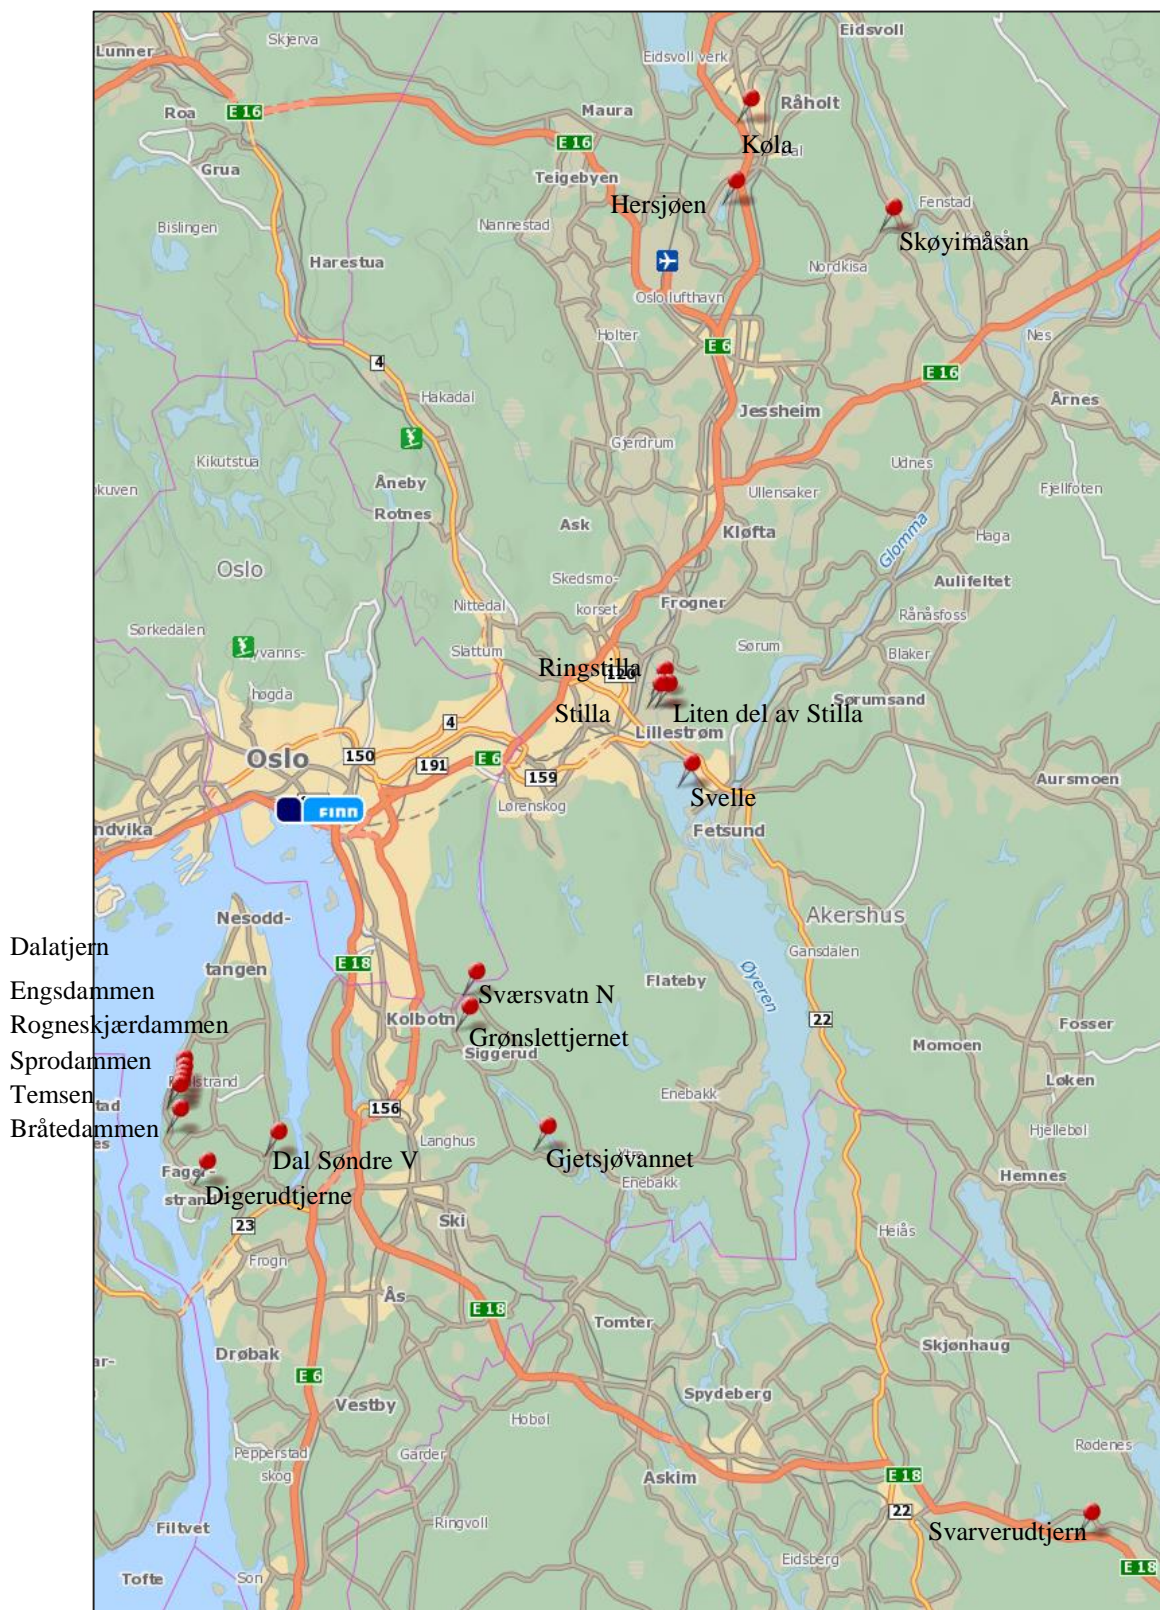 Eidsvoll
Skjerva
Lunner
Eidsvoll verk
Råholt
Maura
Roa
E 16
E 16
Køla
Grua
Teigebyen
Hersjøen
Fenstad
Nannestad
Bislingen
Skøyimåsan
Harestua
Nordkisa
Oslo lufthavn
Holter
Nes
E 6
4
E 16
Hakadal
Årnes
Jessheim
Gjerdrum
Kikutstua
Udnes
Åneby
Ullensaker
Fjellfoten
Rotnes
Ask
Kløfta
Glomma
Haga
Oslo
Skedsmo-
korset
Aulifeltet
Nittedal
Frogner
Rånåsfoss
Sørkedalen
Sørum
Slattum
Blaker
høgda
Ringstilla
120
Sørumsand
Stilla
Liten del av Stilla
4
Lillestrøm
Oslo
150
191
E 6
159
Aursmoen
Svelle
Lørenskog
FINN
Fetsund
ndvika
Akershus
Nesodd-
Dalatjern
Gansdalen
tangen
E 18
Øyeren
Flateby
Engsdammen
Sværsvatn N
Rogneskjærdammen
Kolbotn
22
Fosser
Grønslettjernet
Siggerud
Momoen
Sprodammen
Løken
Temsen
156
Enebakk
Bråtedammen
Langhus
Hjellebøl
Dal Søndre V
Gjetsjøvannet
Fager-
strand
Digerudtjerne
Enebakk
Hemnes
23
Ski
Heiås
Frogn
Ås
E 18
Tomter
Skjønhaug
Drøbak
E 6
Vestby
Spydeberg
Hobøl
Pepperstad
skog
Garder
Rødenes
Askim
E 18
22
Filtvet
Ringvoll
Svarverudtjern
Eidsberg
E 18
Tofte
Son